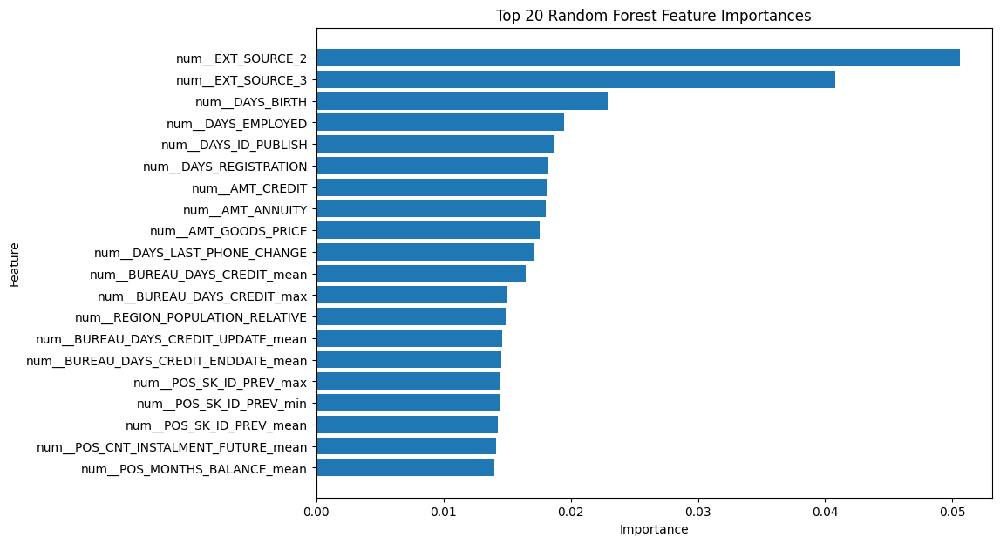 Top 20 Random Forest Feature Importances
Feature
num__EXT_SOURCE_2
num__EXT_SOURCE_3
num__DAYS_BIRTH
num__DAYS_EMPLOYED
num__DAYS_ID_PUBLISH
num__DAYS_REGISTRATION
num__AMT_CREDIT
num__AMT_ANNUITY
num__AMT_GOODS_PRICE
num__DAYS_LAST_PHONE_CHANGE
num__BUREAU_DAYS_CREDIT_mean
num__BUREAU_DAYS_CREDIT_max
num__REGION_POPULATION_RELATIVE
num__BUREAU_DAYS_CREDIT_UPDATE_mean
num__BUREAU_DAYS_CREDIT_ENDDATE_mean
num__POS_SK_ID_PREV_max
num__POS_SK_ID_PREV_min
num__POS_SK_ID_PREV_mean
num__POS_CNT_INSTALMENT_FUTURE_mean
num__POS_MONTHS_BALANCE_mean
0.00 0.01 0.02 0.03 0.04 0.05
Importance